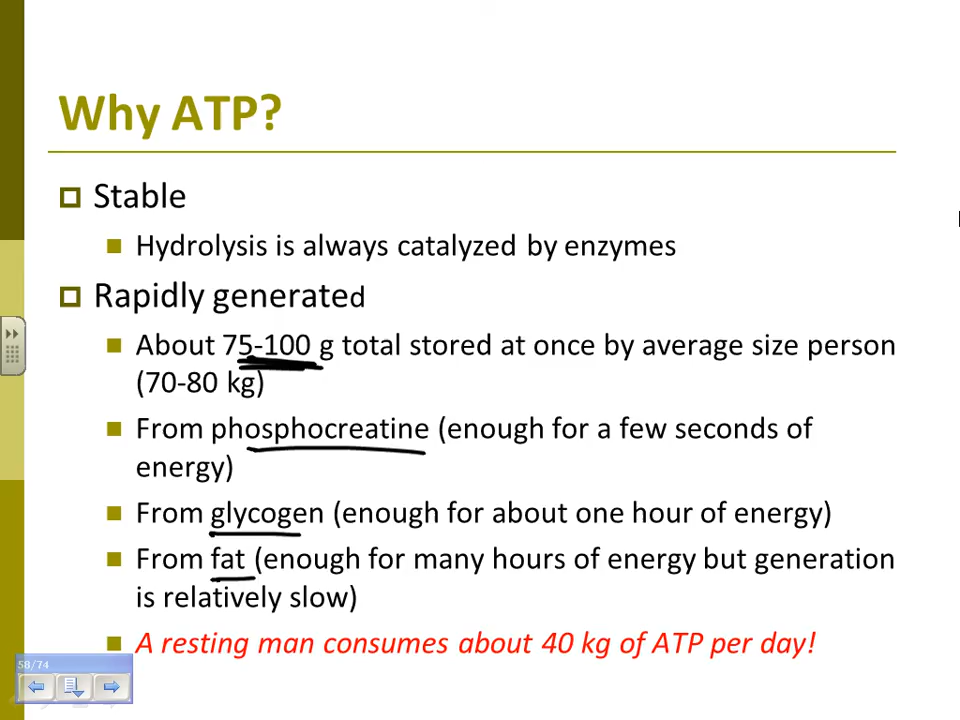 Why ATP?
Stable
Hydrolysis is always catalyzed by enzymes
Rapidly generated
About 75-100 g total stored at once by average size person
(70-80 kg)
From phosphocreatine (enough for a few seconds of
energy)
From glycogen (enough for about one hour of energy)
From fat (enough for many hours of energy but generation
is relatively slow)
A resting man consumes about 40 kg of ATP per day!
58/74